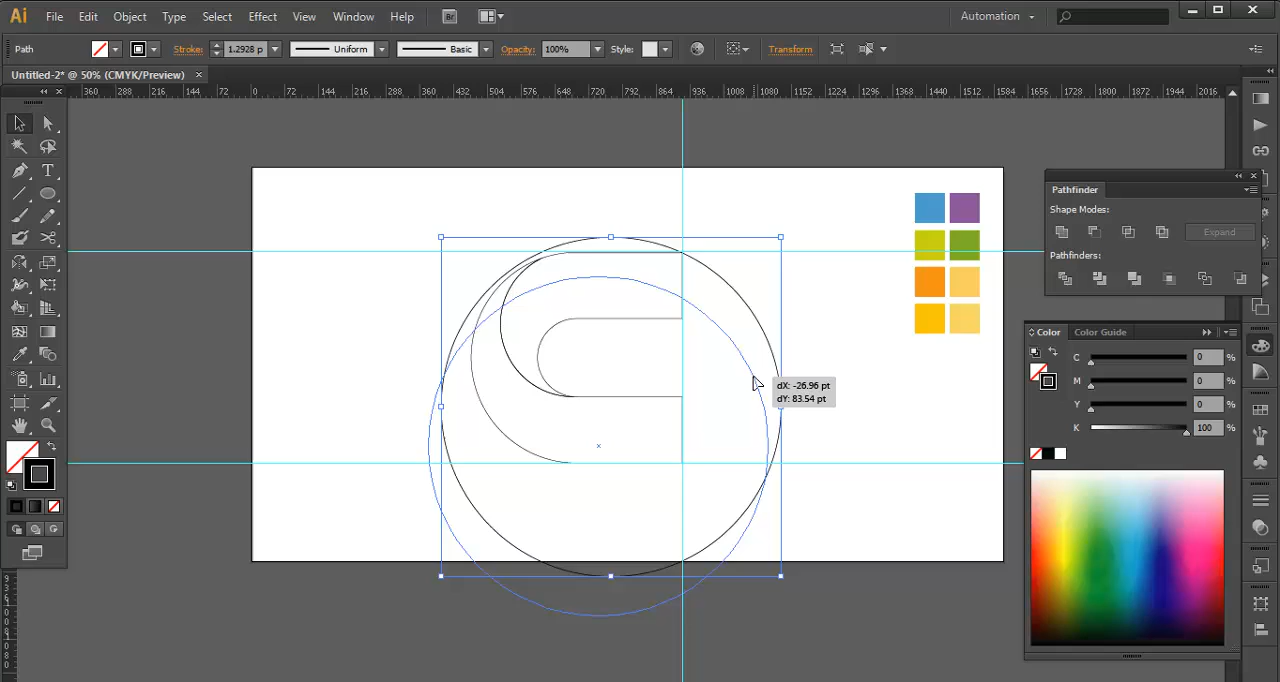 Ai File Edit Object Type Select Effect View Window Help Br Automation
Path Stroke: 1.2928 p Uniform Basic Opacity: 100% Style: Transform
Untitled-2* @ 50% (CMYK/Preview) ×
360 288 216 144 72 0 72 144 216 288 360 432 504 576 648 720 792 864 936 1008 1080 1152 1224 1296 1368 1440 1512 1584 1656 1728 1800 1872 1944 2016
Pathfinder
Shape Modes:
Expand
Pathfinders:
Color Color Guide
C 0 %
M 0 %
Y 0 %
K 100 %
dX: -26.96 pt
dY: 83.54 pt
T